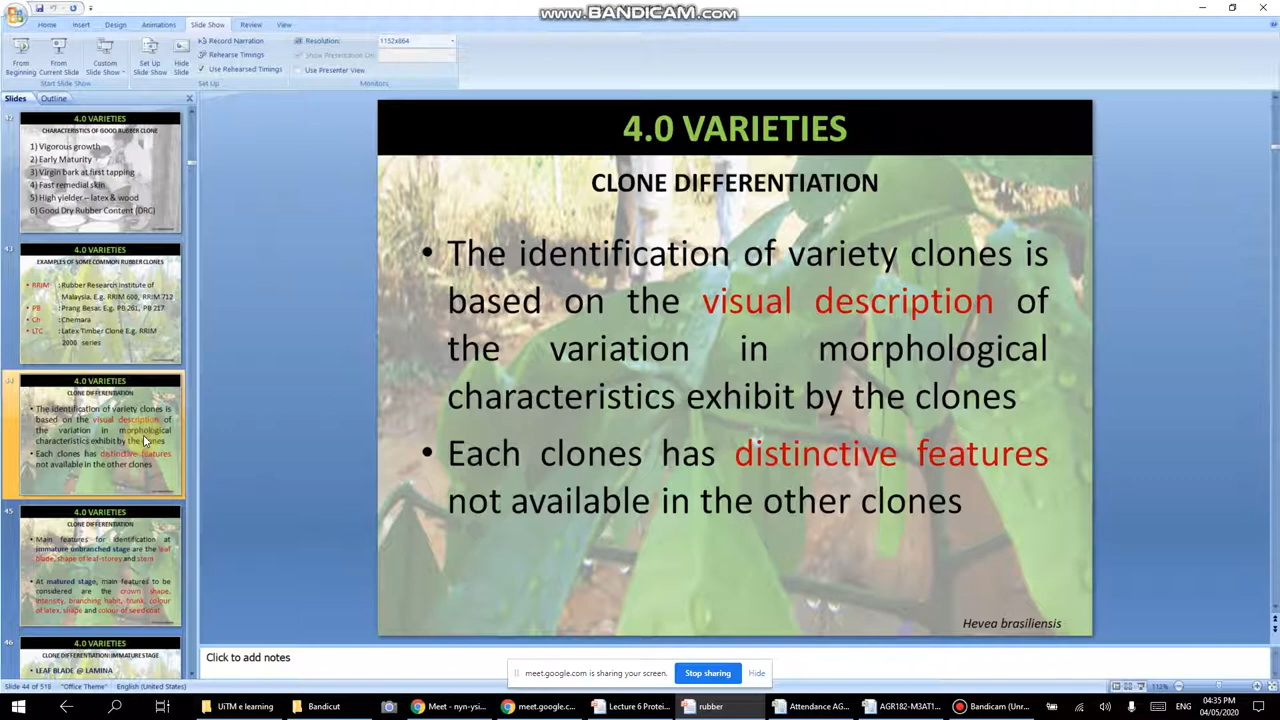 www.BANDICAM.com
Home Insert Design Animations Slide Show Review View
From Beginning
From Current Slide
Custom Slide Show
Set Up Slide Show
Hide Slide
Record Narration
Rehearse Timings
Use Rehearsed Timings
Resolution: 1152x864
Show Presentation On:
Use Presenter View
Start Slide Show
Set Up
Monitors
Slides Outline
42
4.0 VARIETIES
CHARACTERISTICS OF GOOD RUBBER CLONE
1) Vigorous growth
2) Early Maturity
3) Virgin bark at first tapping
4) Fast remedial skin
5) High yielder – latex & wood
6) Good Dry Rubber Content (DRC)
43
4.0 VARIETIES
EXAMPLES OF SOME COMMON RUBBER CLONES
• RRIM : Rubber Research Institute of
Malaysia. E.g. RRIM 600, RRIM 712
• PB : Prang Besar. E.g. PB 261, PB 217
• Ch : Chemara
• LTC : Latex Timber Clone E.g. RRIM
2000 series
44
4.0 VARIETIES
CLONE DIFFERENTIATION
• The identification of variety clones is
based on the visual description of
the variation in morphological
characteristics exhibit by the clones
• Each clones has distinctive features
not available in the other clones
45
4.0 VARIETIES
CLONE DIFFERENTIATION
• Main features for identification at
immature unbranched stage are the leaf
blade, shape of leaf-storey and stem
• At matured stage, main features to be
considered are the crown shape,
intensity, branching habit, trunk, colour
of latex, shape and colour of seed coat
46
4.0 VARIETIES
CLONE DIFFERENTIATION: IMMATURE STAGE
• LEAF BLADE @ LAMINA
4.0 VARIETIES
CLONE DIFFERENTIATION
• The identification of variety clones is
based on the visual description of
the variation in morphological
characteristics exhibit by the clones
• Each clones has distinctive features
not available in the other clones
Hevea brasiliensis
Click to add notes
meet.google.com is sharing your screen. Stop sharing Hide
Slide 44 of 518 "Office Theme" English (United States) 112%
UiTM e learning
Bandicut
Meet - nyn-ysi...
meet.google.co...
Lecture 6 Protei...
rubber
Attendance AG...
AGR182-M3AT1...
Bandicam (Unr...
ENG
04:35 PM
04/05/2020